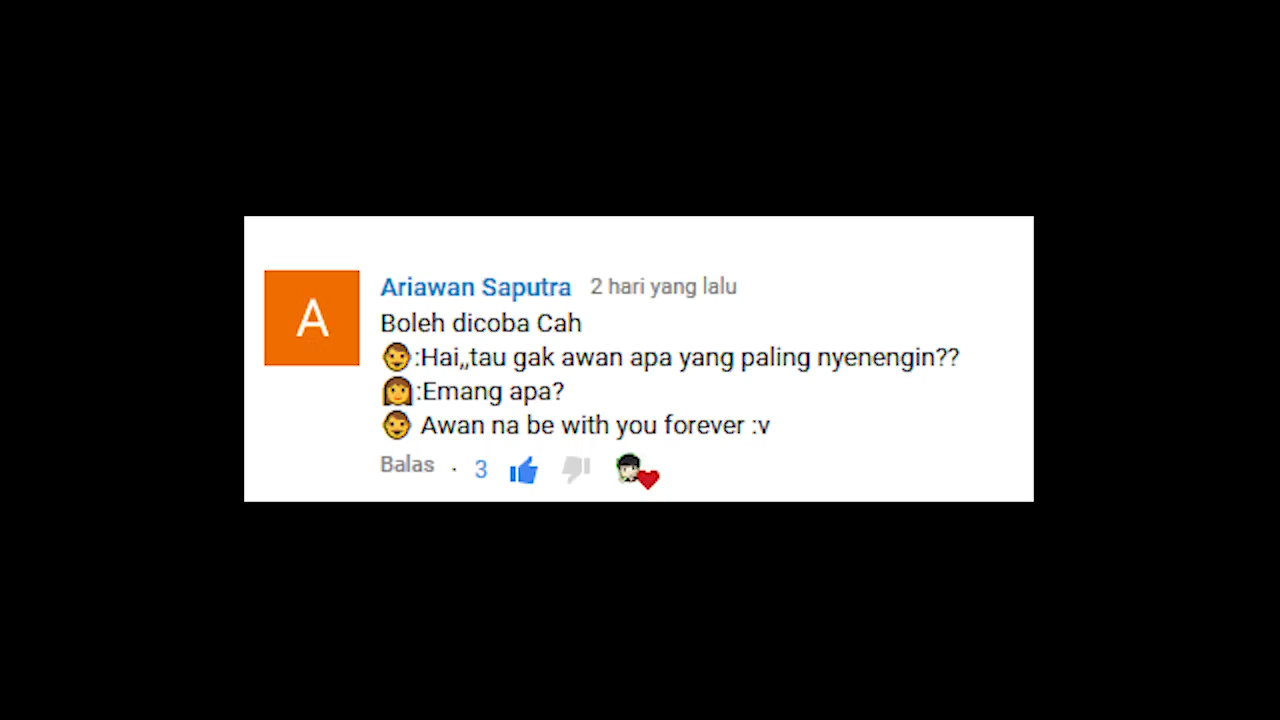 A
Ariawan Saputra 2 hari yang lalu
Boleh dicoba Cah
👨:Hai,,tau gak awan apa yang paling nyenengin??
👩:Emang apa?
👨 Awan na be with you forever :v
Balas · 3